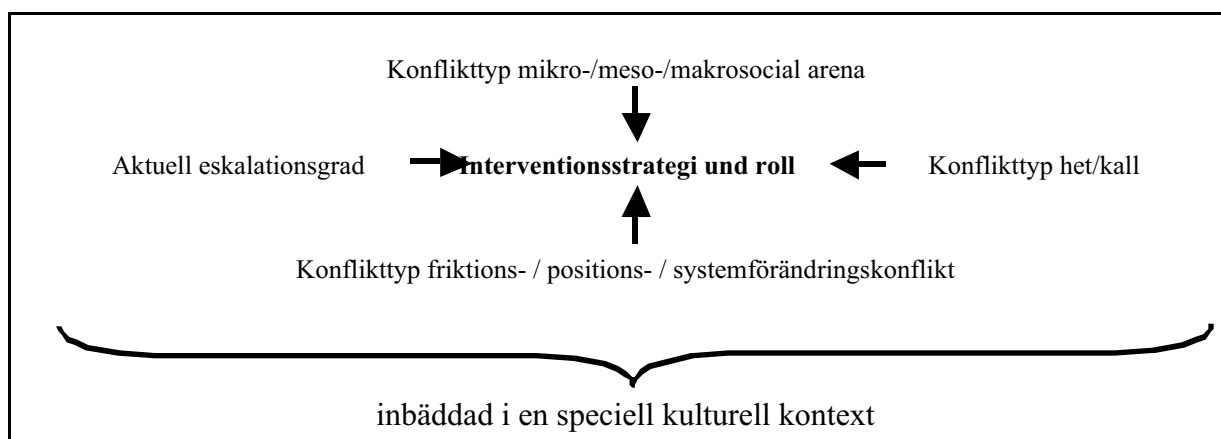 Konflikttyp mikro-/meso-/makrosocial arena
Aktuell eskalationsgrad
Interventionsstrategi und roll
Konflikttyp het/kall
Konflikttyp friktions- / positions- / systemförändringskonflikt
inbäddad i en speciell kulturell kontext